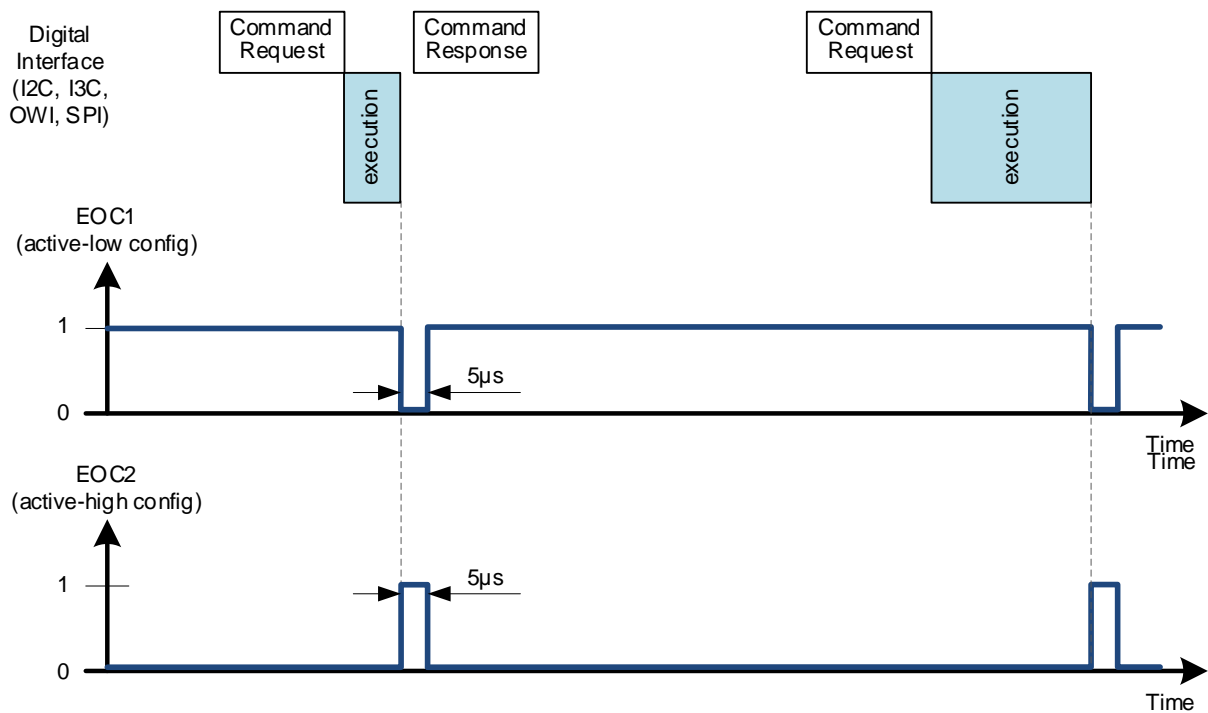 Digital
Interface
(I2C, I3C,
OWI, SPI)
Command
Request
Command
Response
Command
Request
execution
execution
EOC1
(active-low config)
1
5µs
0
Time
Time
EOC2
(active-high config)
1
5µs
0
Time